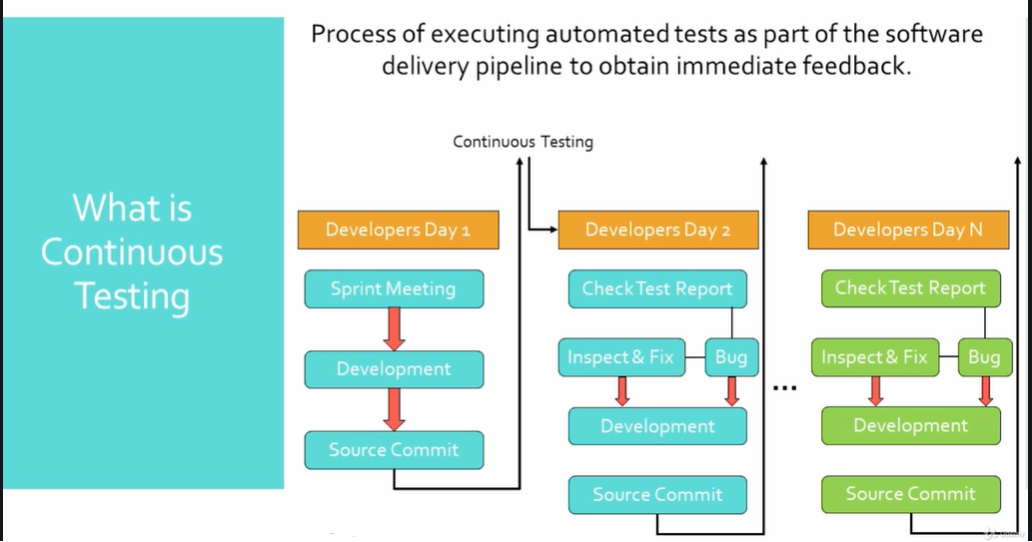 Process of executing automated tests as part of the software
delivery pipeline to obtain immediate feedback.
What is
Continuous
Testing
Continuous Testing
Developers Day 1
Sprint Meeting
Development
Source Commit
Developers Day 2
Check Test Report
Inspect & Fix
Bug
Development
Source Commit
...
Developers Day N
Check Test Report
Inspect & Fix
Bug
Development
Source Commit